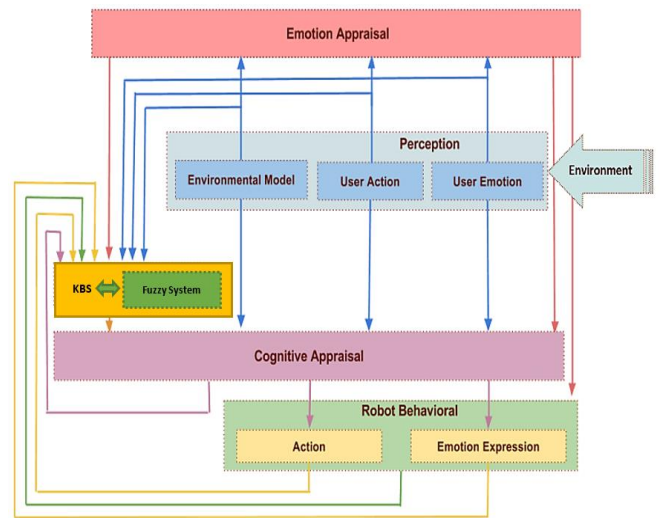 Emotion Appraisal
Perception
Environmental Model
User Action
User Emotion
Environment
KBS
Fuzzy System
Cognitive Appraisal
Robot Behavioral
Action
Emotion Expression